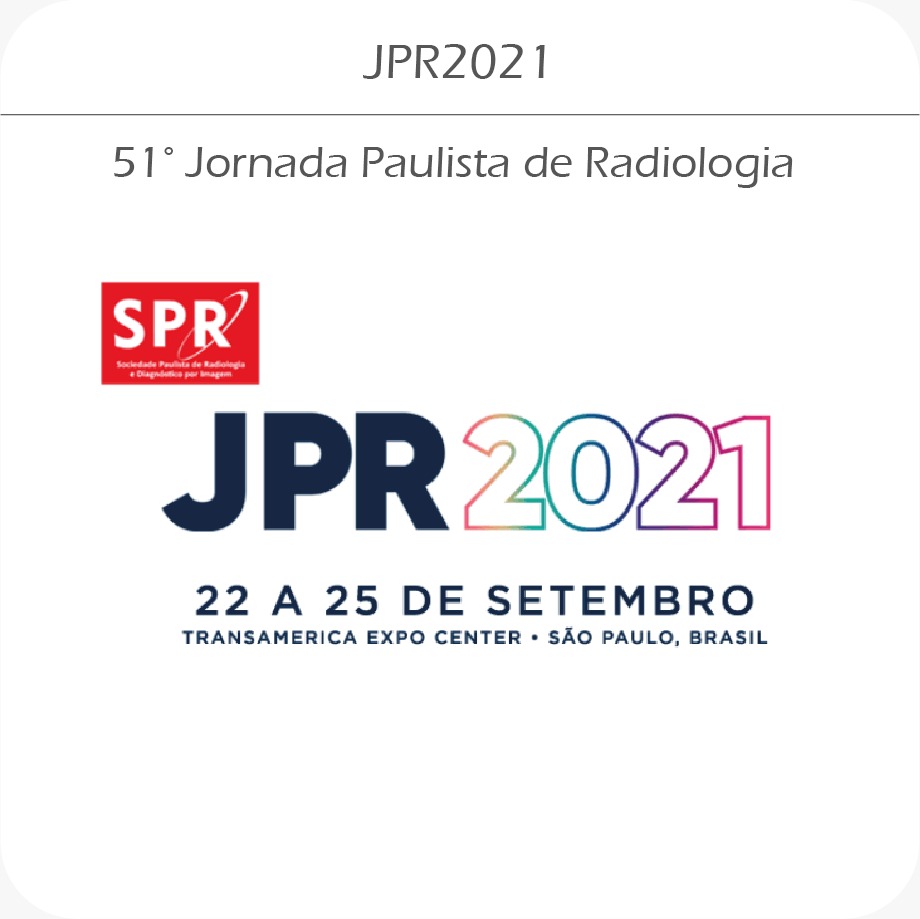 JPR2021
51° Jornada Paulista de Radiologia
SPR
Sociedade Paulista de Radiologia
e Diagnóstico por Imagem
JPR2021
22 A 25 DE SETEMBRO
TRANSAMERICA EXPO CENTER • SÃO PAULO, BRASIL